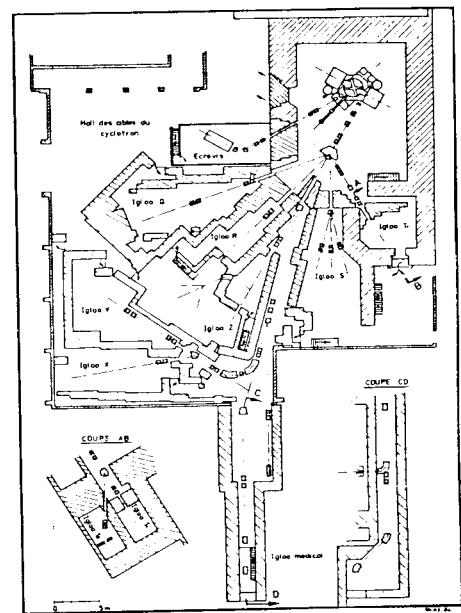 Hall des cibles du
cyclotron
Ecrevis
Igloo Q
Igloo R
Igloo T
Igloo S
Igloo V
Igloo Z
Igloo X
C
COUPE CD
COUPE AB
Igloo medical
D
0 5m